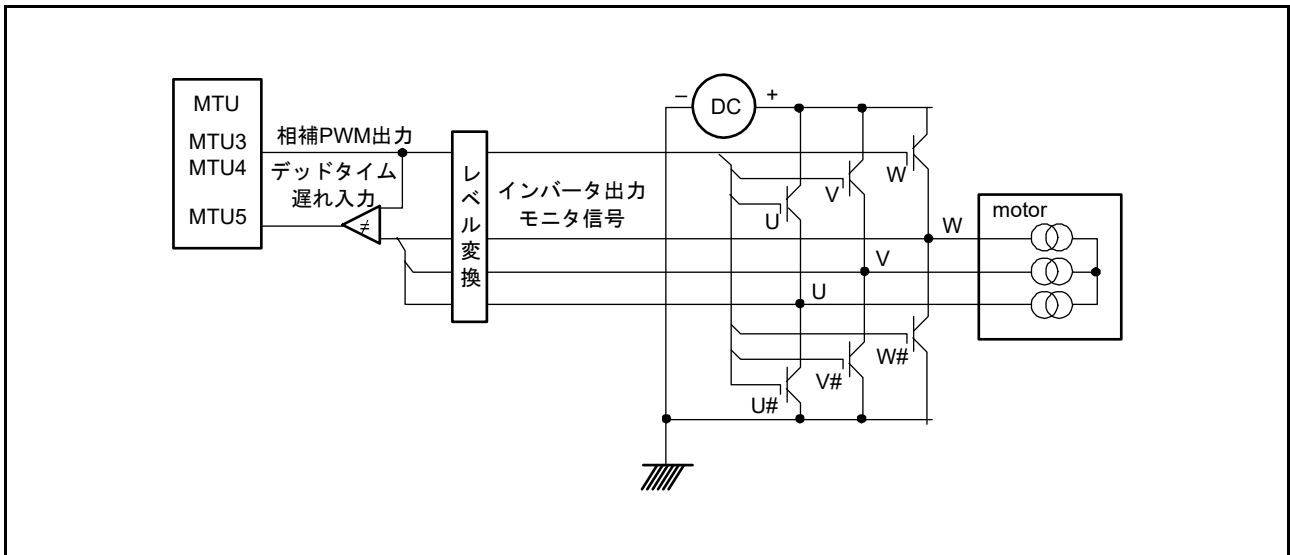 MTU
MTU3
MTU4
MTU5
相補PWM出力
デッドタイム
遅れ入力
≠
レベル変換
インバータ出力
モニタ信号
– DC +
U
V
W
W
V
U
U#
V#
W#
motor